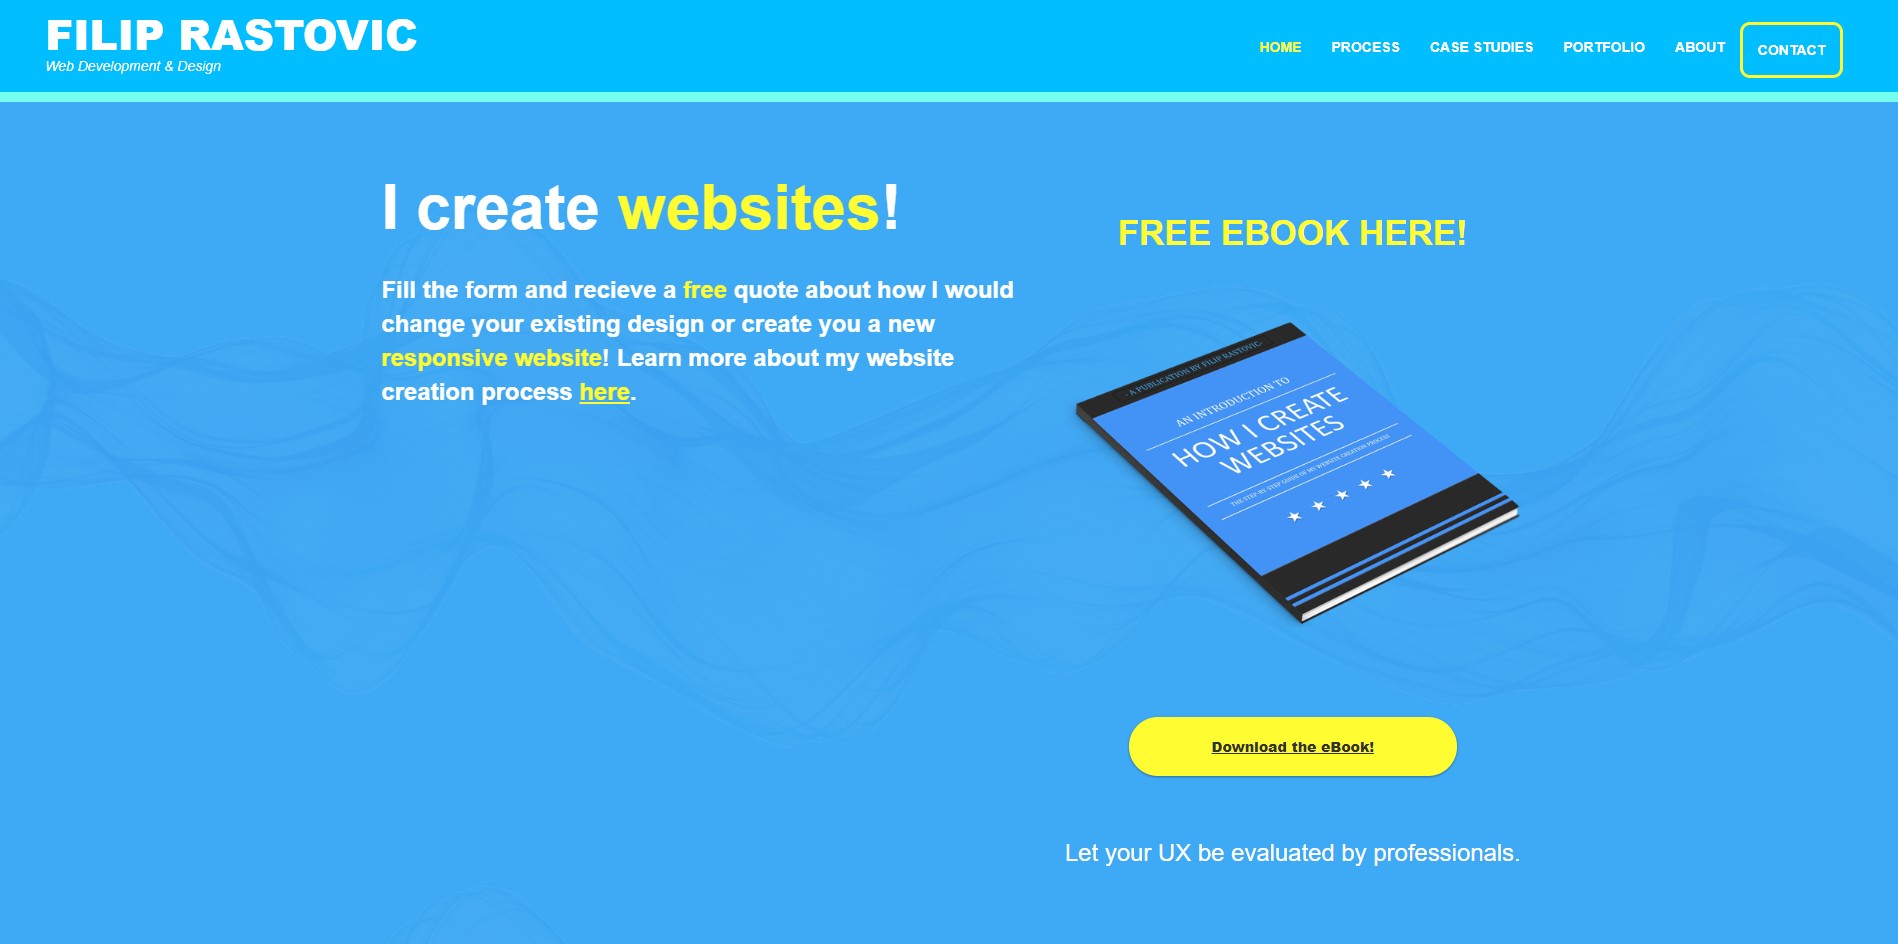 FILIP RASTOVIC
Web Development & Design
HOME PROCESS CASE STUDIES PORTFOLIO ABOUT CONTACT
I create websites!
Fill the form and recieve a free quote about how I would
change your existing design or create you a new
responsive website! Learn more about my website
creation process here.
FREE EBOOK HERE!
- A PUBLICATION BY FILIP RASTOVIC-
AN INTRODUCTION TO
HOW I CREATE
WEBSITES
THE STEP-BY-STEP GUIDE OF MY WEBSITE CREATION PROCESS
Download the eBook!
Let your UX be evaluated by professionals.